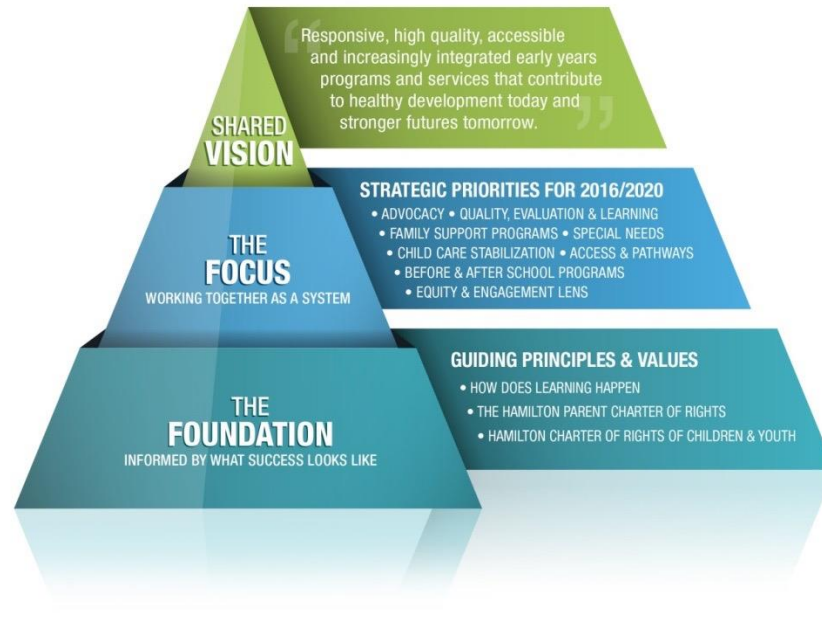 “
Responsive, high quality, accessible
and increasingly integrated early years
programs and services that contribute
to healthy development today and
stronger futures tomorrow.
”
SHARED
VISION
STRATEGIC PRIORITIES FOR 2016/2020
• ADVOCACY • QUALITY, EVALUATION & LEARNING
• FAMILY SUPPORT PROGRAMS • SPECIAL NEEDS
• CHILD CARE STABILIZATION • ACCESS & PATHWAYS
• BEFORE & AFTER SCHOOL PROGRAMS
• EQUITY & ENGAGEMENT LENS
THE
FOCUS
WORKING TOGETHER AS A SYSTEM
GUIDING PRINCIPLES & VALUES
• HOW DOES LEARNING HAPPEN
• THE HAMILTON PARENT CHARTER OF RIGHTS
• HAMILTON CHARTER OF RIGHTS OF CHILDREN & YOUTH
THE
FOUNDATION
INFORMED BY WHAT SUCCESS LOOKS LIKE